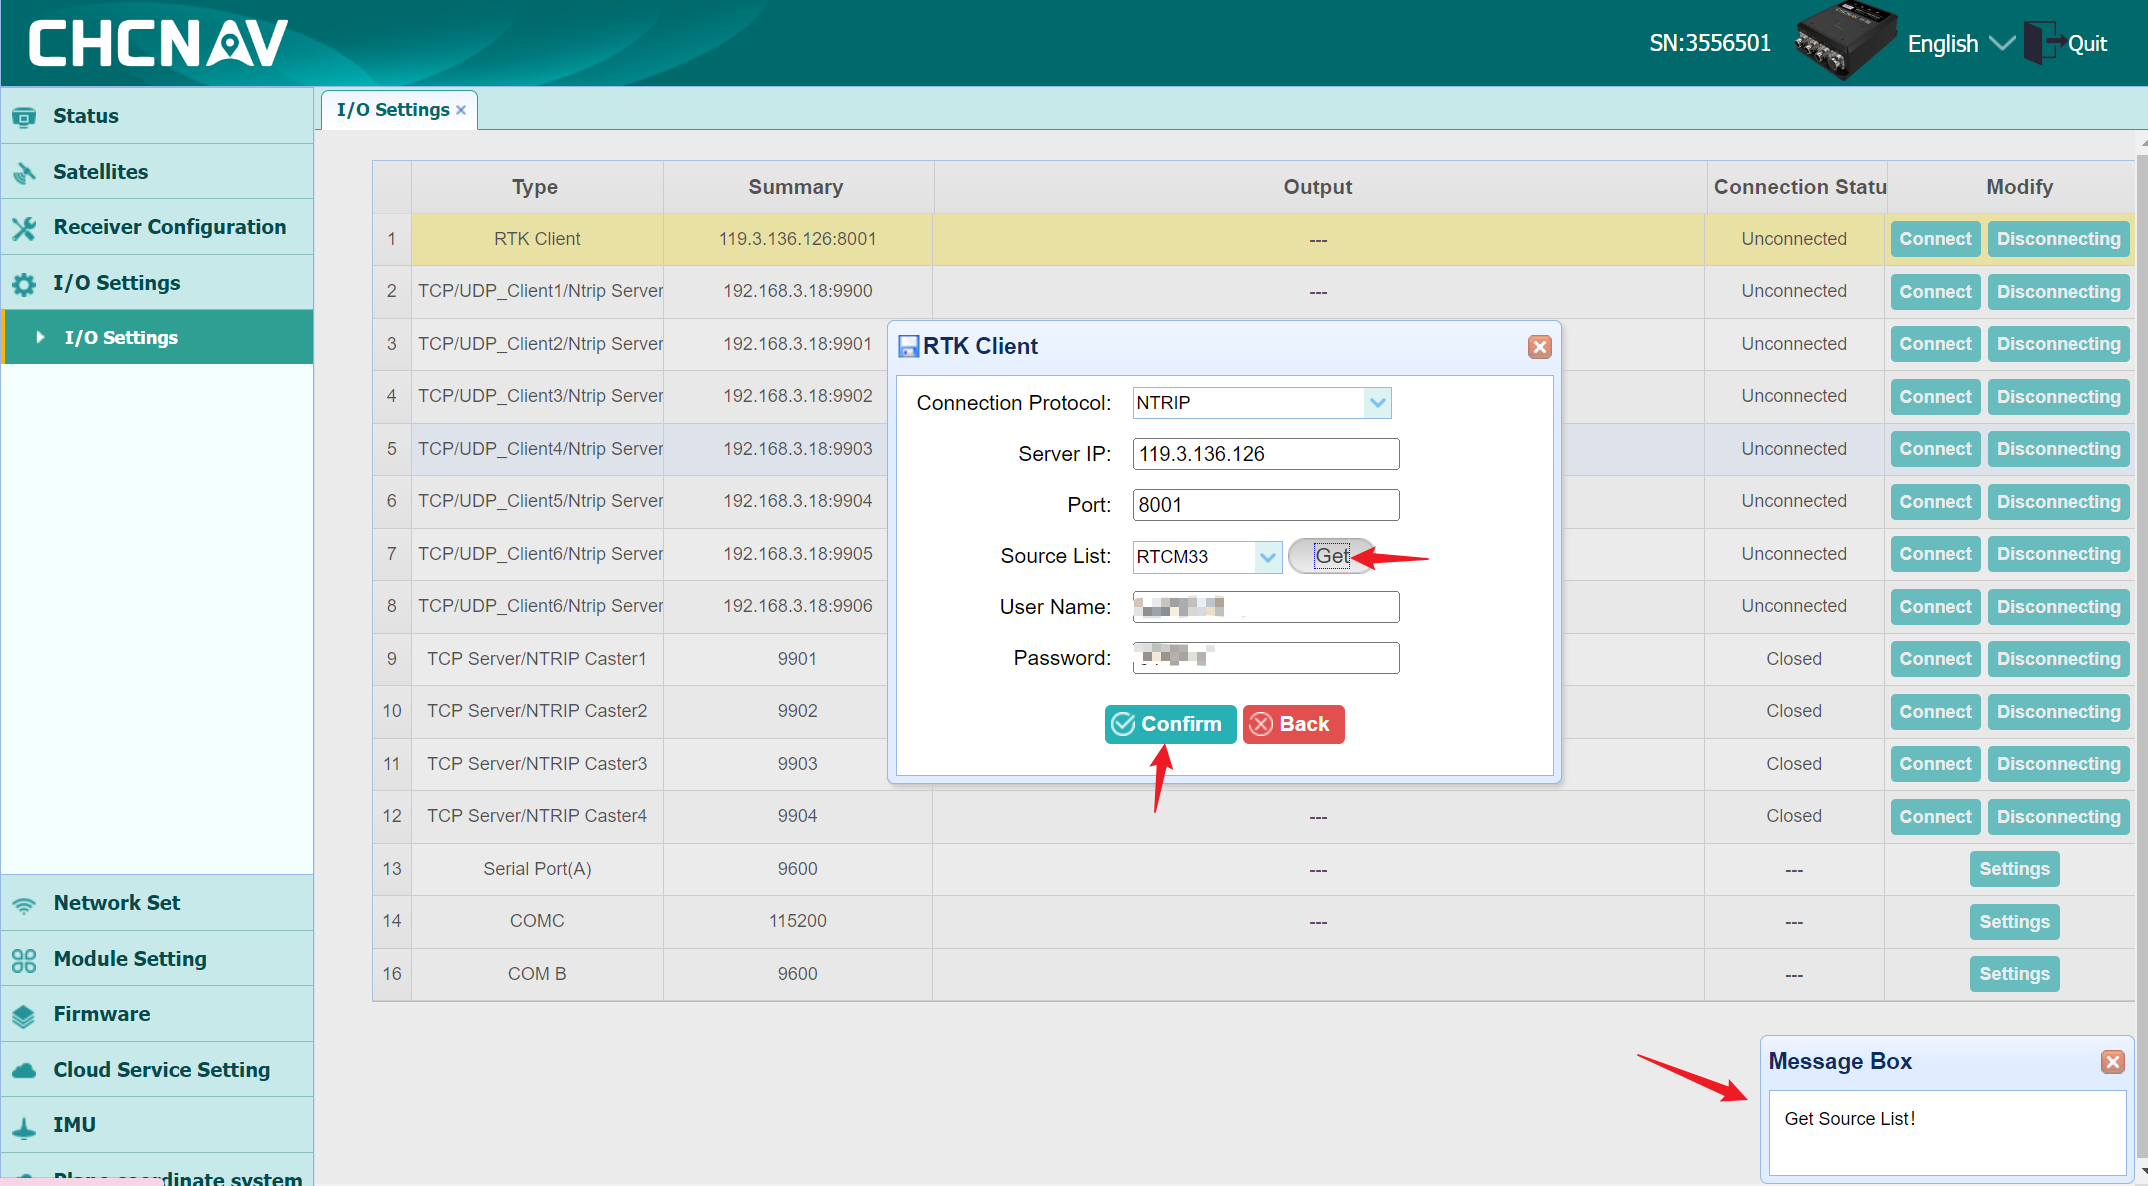 CHCNAV
SN:3556501
English
Quit
Status
Satellites
Receiver Configuration
I/O Settings
I/O Settings
Network Set
Module Setting
Firmware
Cloud Service Setting
IMU
Plane coordinate system
I/O Settings ×
Type Summary Output Connection Statu Modify
1 RTK Client 119.3.136.126:8001 --- Unconnected Connect Disconnecting
2 TCP/UDP_Client1/Ntrip Server 192.168.3.18:9900 --- Unconnected Connect Disconnecting
3 TCP/UDP_Client2/Ntrip Server 192.168.3.18:9901 Unconnected Connect Disconnecting
4 TCP/UDP_Client3/Ntrip Server 192.168.3.18:9902 Unconnected Connect Disconnecting
5 TCP/UDP_Client4/Ntrip Server 192.168.3.18:9903 Unconnected Connect Disconnecting
6 TCP/UDP_Client5/Ntrip Server 192.168.3.18:9904 Unconnected Connect Disconnecting
7 TCP/UDP_Client6/Ntrip Server 192.168.3.18:9905 Unconnected Connect Disconnecting
8 TCP/UDP_Client6/Ntrip Server 192.168.3.18:9906 Unconnected Connect Disconnecting
9 TCP Server/NTRIP Caster1 9901 Closed Connect Disconnecting
10 TCP Server/NTRIP Caster2 9902 Closed Connect Disconnecting
11 TCP Server/NTRIP Caster3 9903 Closed Connect Disconnecting
12 TCP Server/NTRIP Caster4 9904 --- Closed Connect Disconnecting
13 Serial Port(A) 9600 --- --- Settings
14 COMC 115200 --- --- Settings
16 COM B 9600 --- Settings
RTK Client
Connection Protocol: NTRIP
Server IP: 119.3.136.126
Port: 8001
Source List: RTCM33 Get
User Name:
Password:
Confirm Back
Message Box
Get Source List!